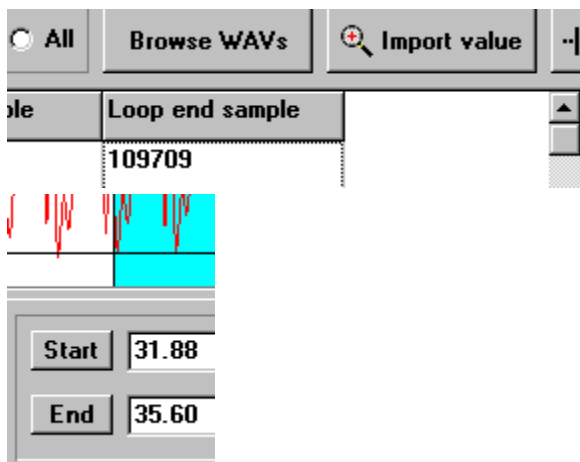 All Browse WAVs Import value
ple Loop end sample
109709
Start 31.88
End 35.60